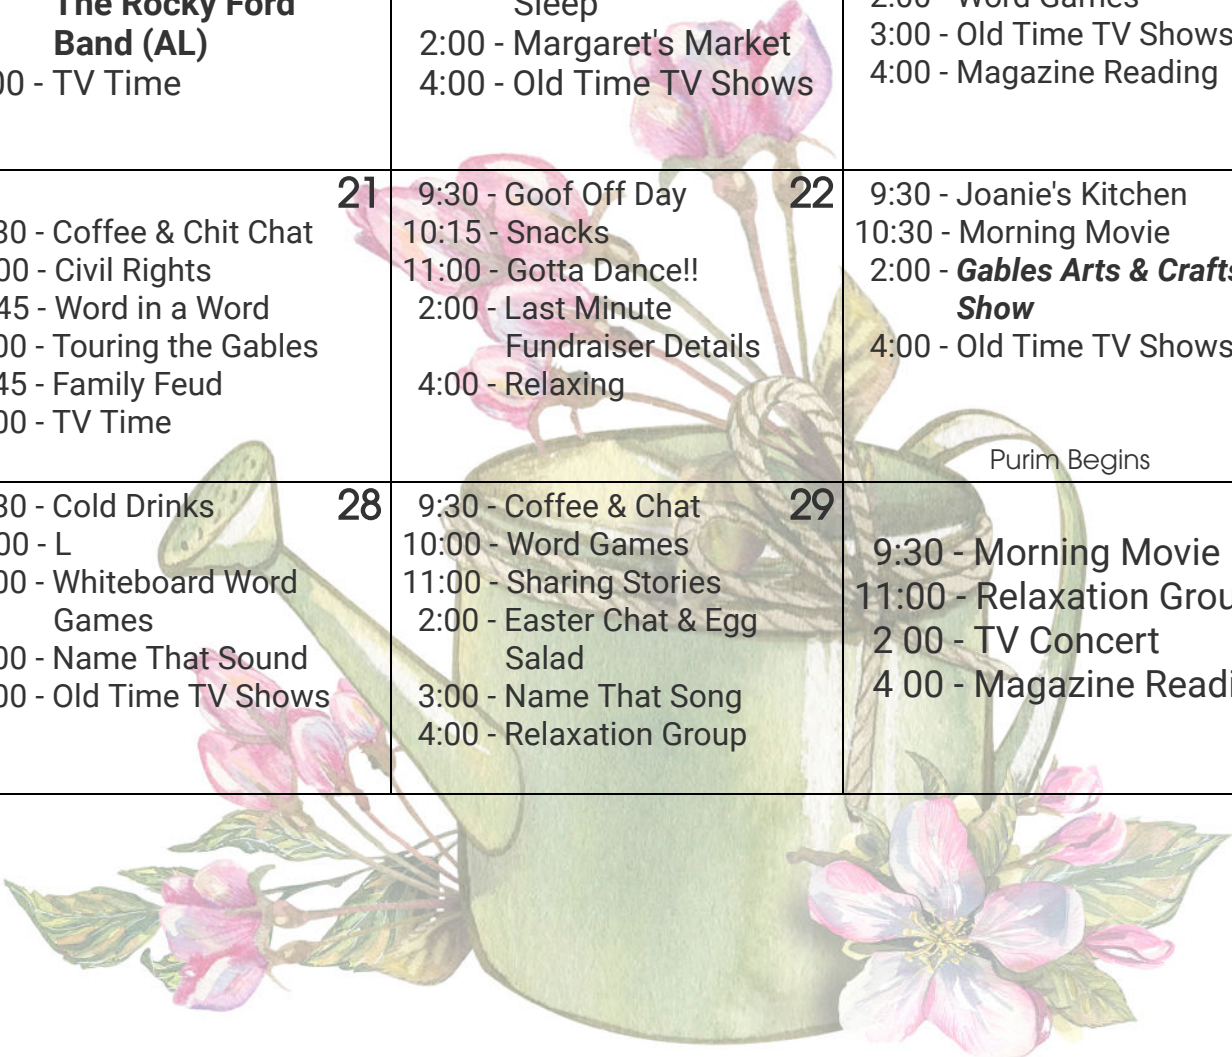 The Rocky Ford
Band (AL)
00 - TV Time
Sleep
2:00 - Margaret's Market
4:00 - Old Time TV Shows
2:00 - Word Games
3:00 - Old Time TV Shows
4:00 - Magazine Reading
21
30 - Coffee & Chit Chat
00 - Civil Rights
45 - Word in a Word
00 - Touring the Gables
45 - Family Feud
00 - TV Time
22
9:30 - Goof Off Day
10:15 - Snacks
11:00 - Gotta Dance!!
2:00 - Last Minute
Fundraiser Details
4:00 - Relaxing
9:30 - Joanie's Kitchen
10:30 - Morning Movie
2:00 - Gables Arts & Crafts
Show
4:00 - Old Time TV Shows
Purim Begins
28
30 - Cold Drinks
00 - L
00 - Whiteboard Word
Games
00 - Name That Sound
00 - Old Time TV Shows
29
9:30 - Coffee & Chat
10:00 - Word Games
11:00 - Sharing Stories
2:00 - Easter Chat & Egg
Salad
3:00 - Name That Song
4:00 - Relaxation Group
9:30 - Morning Movie
11:00 - Relaxation Grou
2 00 - TV Concert
4 00 - Magazine Readi